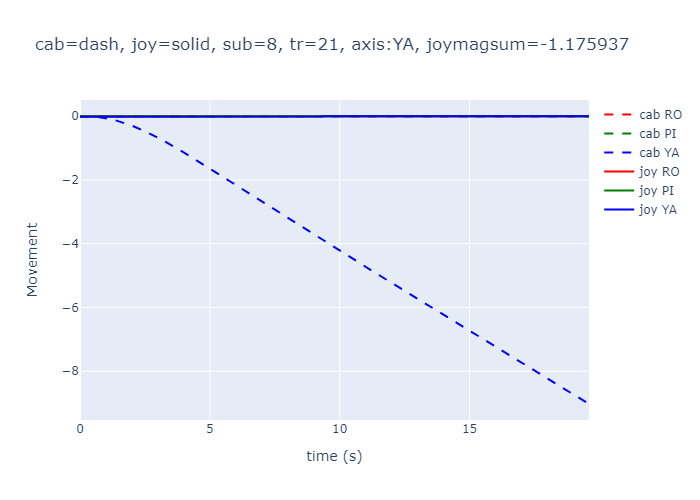 cab=dash, joy=solid, sub=8, tr=21, axis:YA, joymagsum=-1.175937
0
−2
−4
−6
−8
Movement
0
5
10
15
time (s)
cab RO
cab PI
cab YA
joy RO
joy PI
joy YA